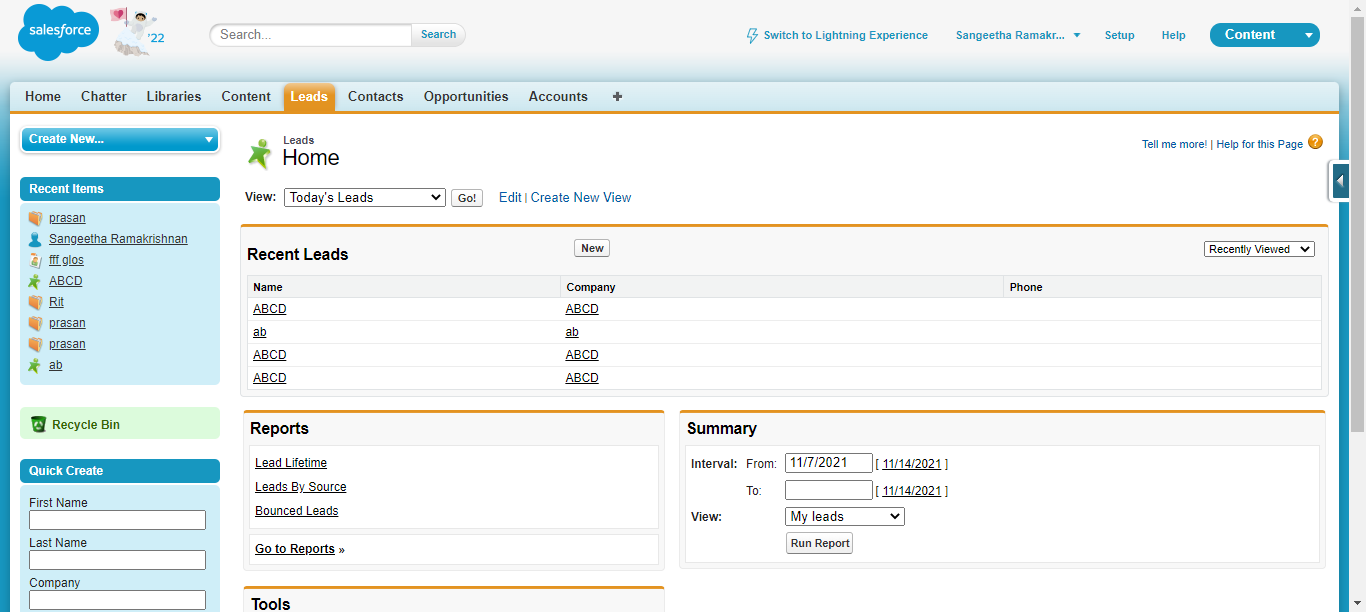 salesforce
'22
Search...
Search
Switch to Lightning Experience
Sangeetha Ramakr...
Setup
Help
Content
Home Chatter Libraries Content Leads Contacts Opportunities Accounts +
Create New...
Leads
Home
Tell me more! | Help for this Page ?
View: Today's Leads Go! Edit | Create New View
Recent Items
prasan
Sangeetha Ramakrishnan
fff glos
ABCD
Rit
prasan
prasan
ab
Recycle Bin
Quick Create
First Name
Last Name
Company
Recent Leads New Recently Viewed
Name Company Phone
ABCD ABCD
ab ab
ABCD ABCD
ABCD ABCD
Reports
Lead Lifetime
Leads By Source
Bounced Leads
Go to Reports »
Summary
Interval: From: 11/7/2021 [ 11/14/2021 ]
To: [ 11/14/2021 ]
View: My leads
Run Report
Tools